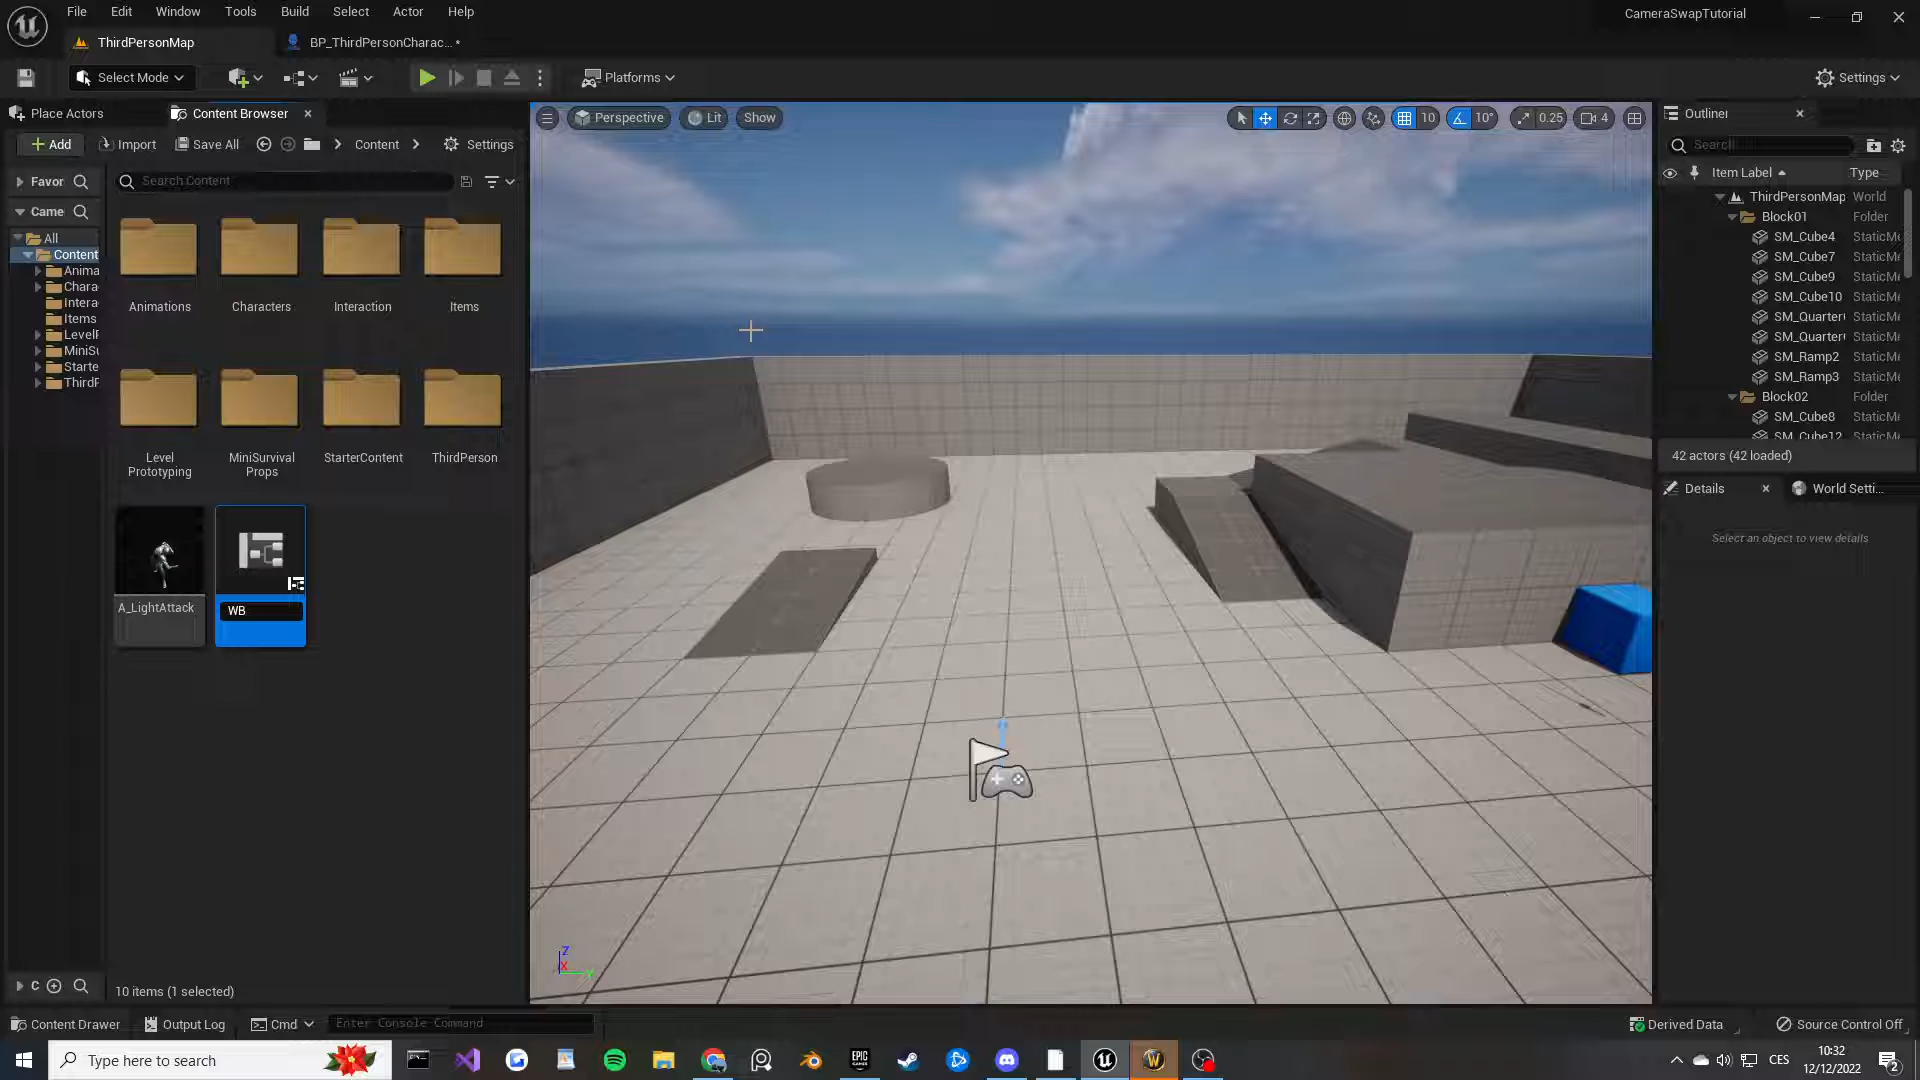 File Edit Window Tools Build Select Actor Help
CameraSwapTutorial
ThirdPersonMap
BP_ThirdPersonCharac... *
Select Mode
Platforms
Settings
Place Actors
Content Browser
Add
Import
Save All
Content
Settings
Favor
Search Content
Came
All
Content
Anima
Chara
Intera
Items
LevelP
MiniSu
Starte
ThirdP
Animations
Characters
Interaction
Items
Level
Prototyping
MiniSurvival
Props
StarterContent
ThirdPerson
A_LightAttack
WB
C
10 items (1 selected)
Perspective
Lit
Show
10
10°
0.25
4
Z
X
Y
Outliner
Search
Item Label
Type
ThirdPersonMap World
Block01 Folder
SM_Cube4 StaticMe
SM_Cube7 StaticMe
SM_Cube9 StaticMe
SM_Cube10 StaticMe
SM_Quarter StaticMe
SM_Quarter StaticMe
SM_Ramp2 StaticMe
SM_Ramp3 StaticMe
Block02 Folder
SM_Cube8 StaticMe
SM_Cube12 StaticMe
42 actors (42 loaded)
Details
World Setti...
Select an object to view details
Content Drawer
Output Log
Cmd
Enter Console Command
Derived Data
Source Control Off
Type here to search
EPIC
GAMES
CES
10:32
12/12/2022
2